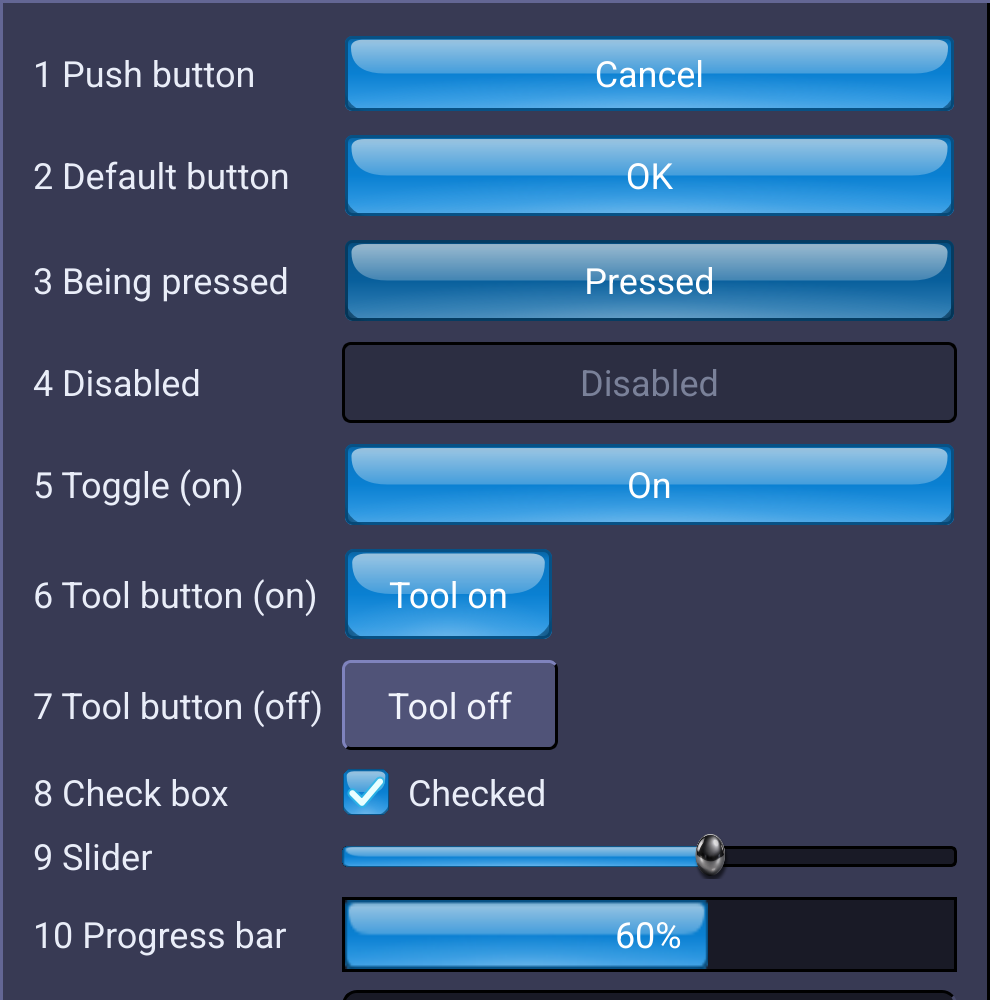 1 Push button Cancel
2 Default button OK
3 Being pressed Pressed
4 Disabled Disabled
5 Toggle (on) On
6 Tool button (on) Tool on
7 Tool button (off) Tool off
8 Check box Checked
9 Slider
10 Progress bar 60%